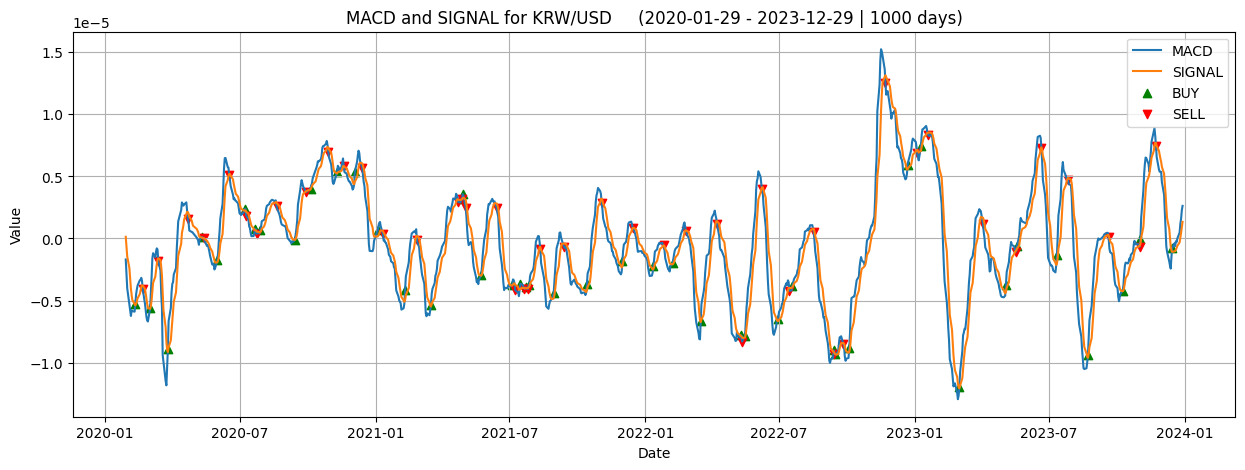 MACD and SIGNAL for KRW/USD     (2020-01-29 - 2023-12-29 | 1000 days)
1e−5
1.5
1.0
0.5
0.0
−0.5
−1.0
Value
MACD
SIGNAL
BUY
SELL
2020-01 2020-07 2021-01 2021-07 2022-01 2022-07 2023-01 2023-07 2024-01
Date